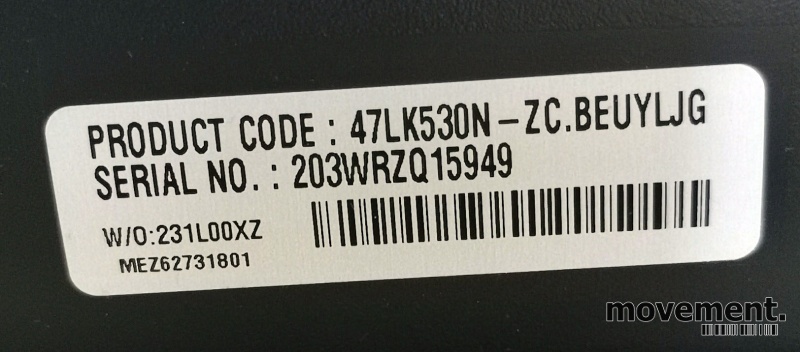 PRODUCT CODE : 47LK530N-ZC.BEUYLJG
SERIAL NO. : 203WRZQ15949
W/O:231L00XZ
MEZ62731801
movement.